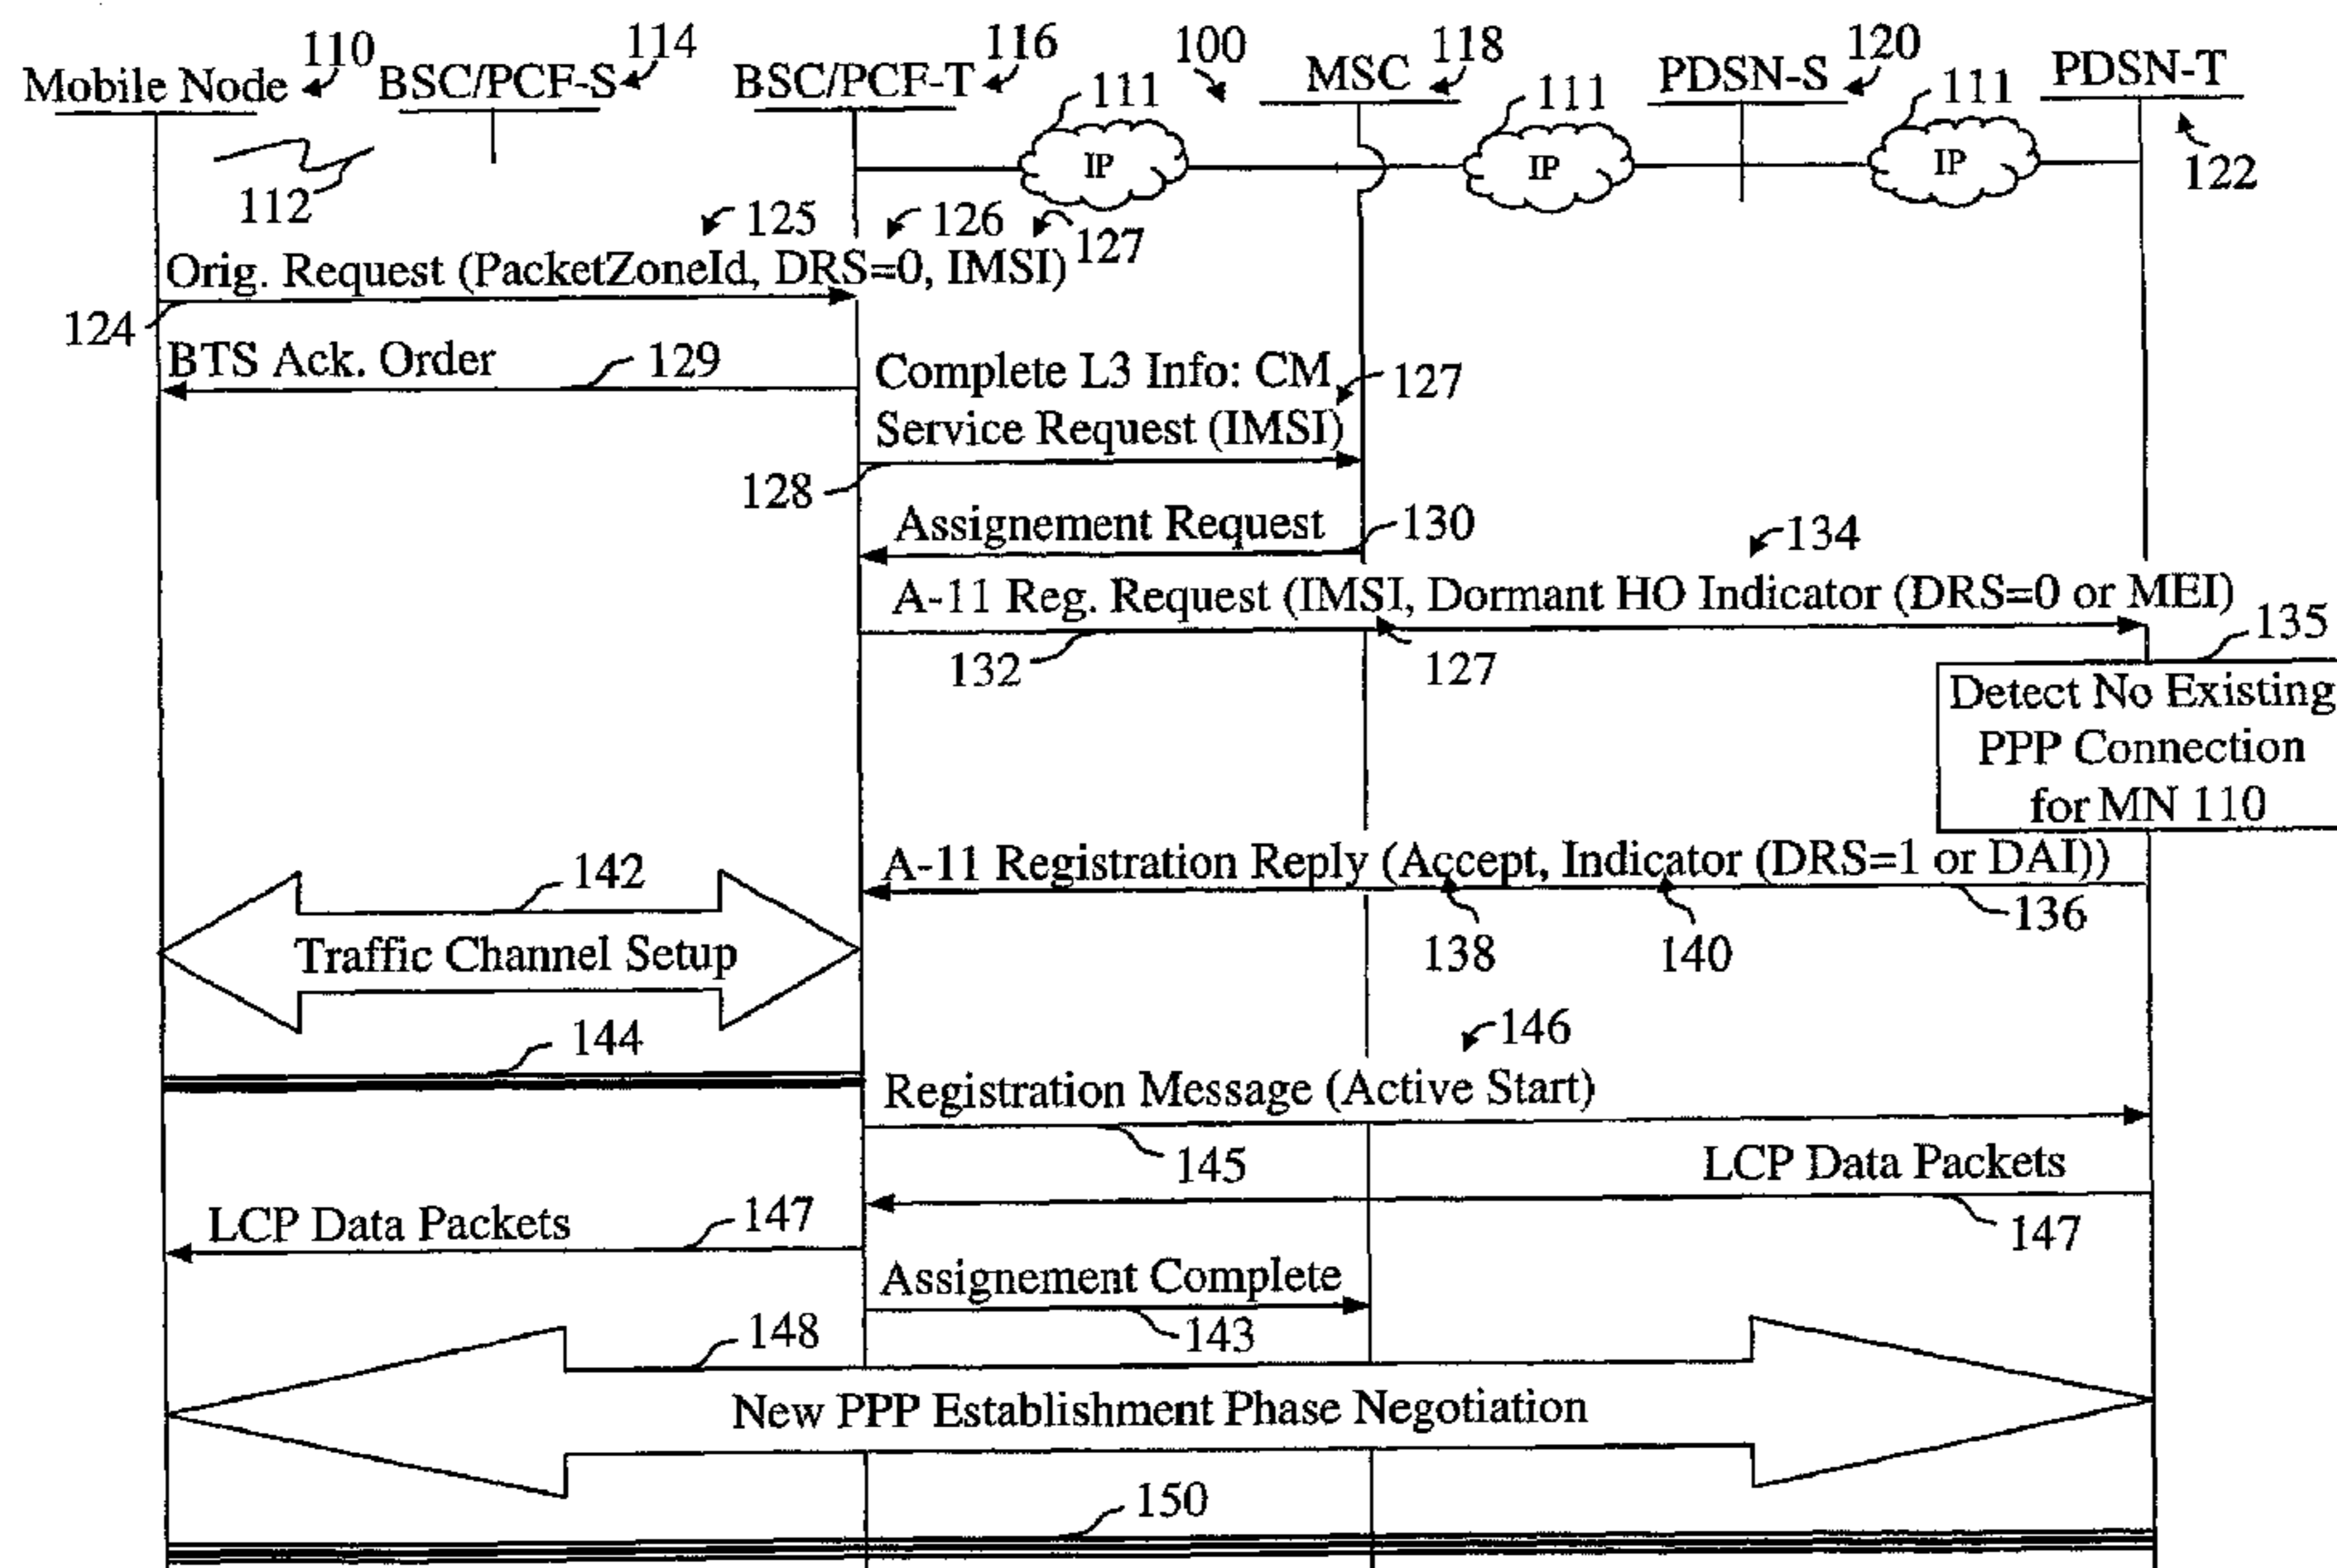 Mobile Node 110 BSC/PCF-S 114 BSC/PCF-T 116 100 MSC 118 PDSN-S 120 PDSN-T
111 111 111
IP IP IP
122
112
125 126 127
Orig. Request (PacketZoneId, DRS=0, IMSI)
124
BTS Ack. Order 129
Complete L3 Info: CM 127
Service Request (IMSI)
128
Assignement Request 130
134
A-11 Reg. Request (IMSI, Dormant HO Indicator (DRS=0 or MEI)
132 127
135
Detect No Existing
PPP Connection
for MN 110
A-11 Registration Reply (Accept, Indicator (DRS=1 or DAI))
142
138 140 136
Traffic Channel Setup
144
146
Registration Message (Active Start)
145
LCP Data Packets
147
LCP Data Packets 147
Assignement Complete
143
148
New PPP Establishment Phase Negotiation
150